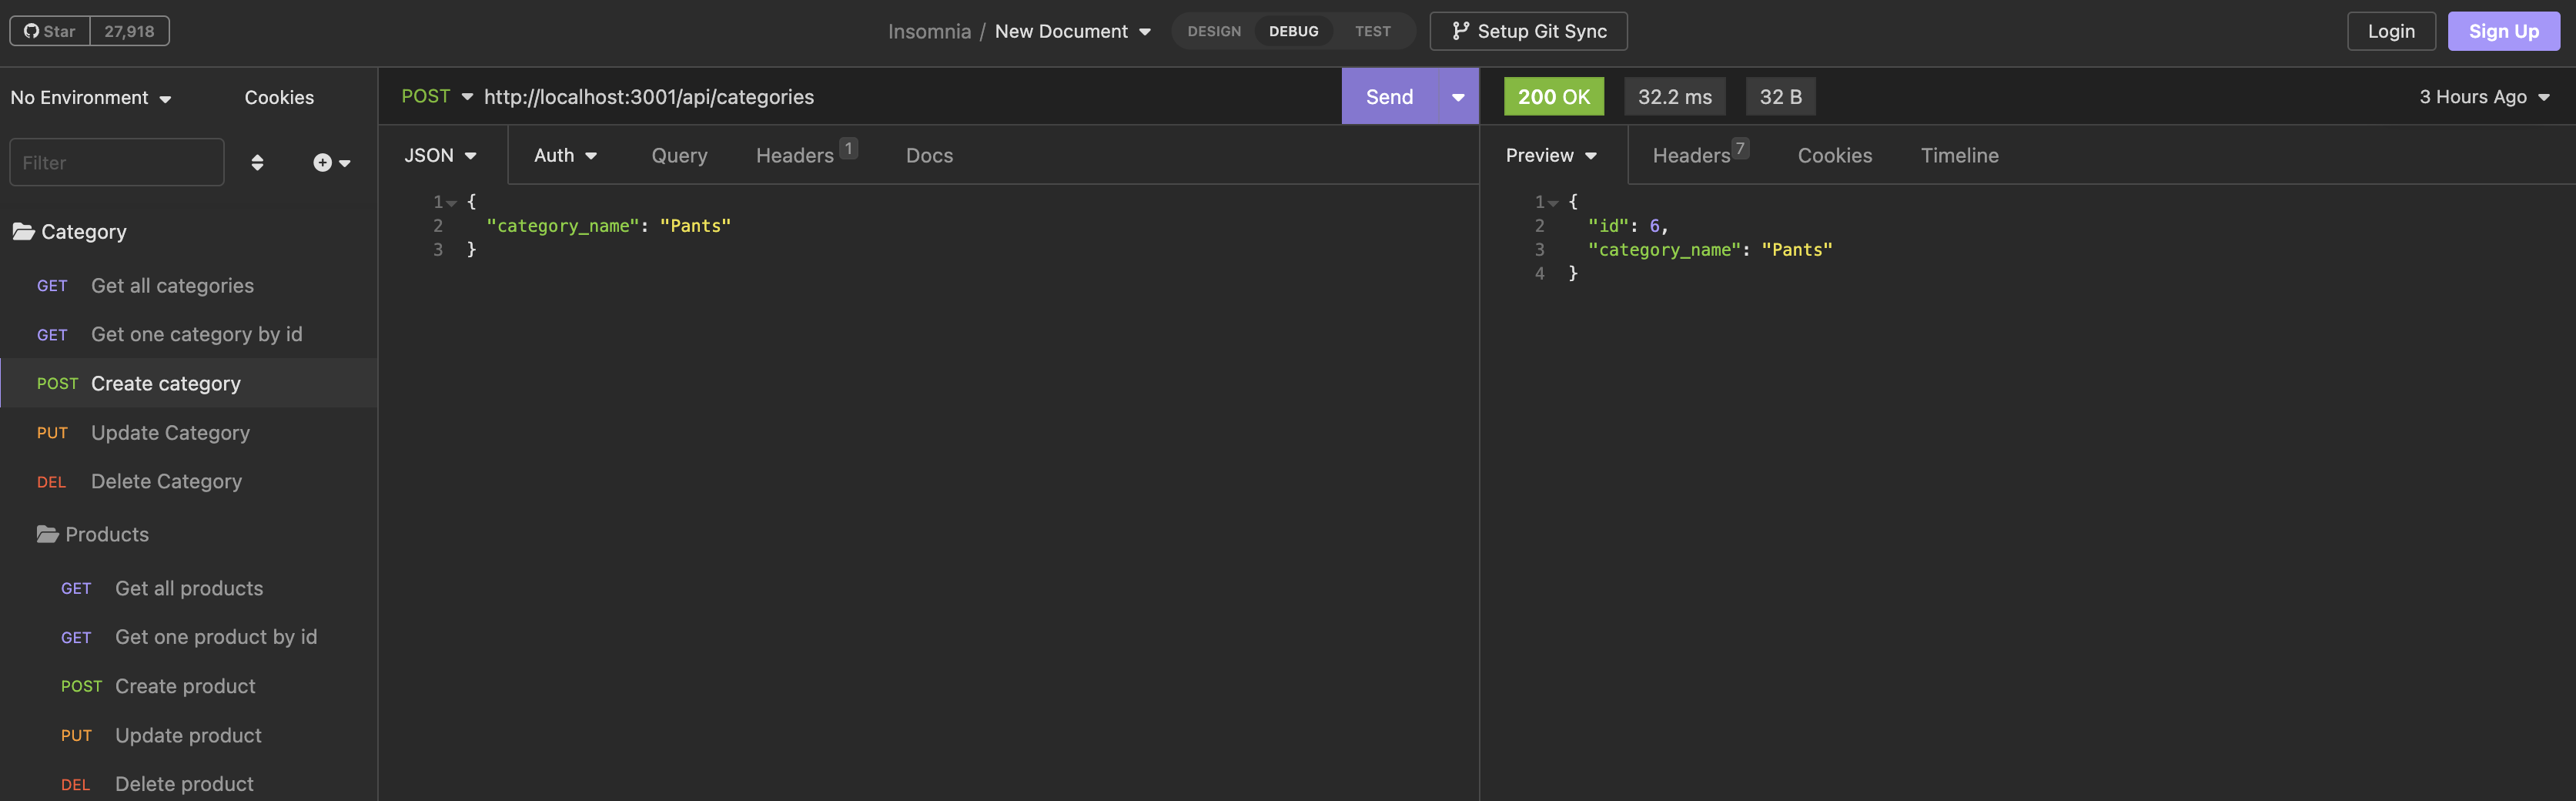 Star 27,918
Insomnia / New Document DESIGN DEBUG TEST Setup Git Sync
Login Sign Up
No Environment Cookies
Filter
Category
GET Get all categories
GET Get one category by id
POST Create category
PUT Update Category
DEL Delete Category
Products
GET Get all products
GET Get one product by id
POST Create product
PUT Update product
DEL Delete product
POST http://localhost:3001/api/categories Send
JSON Auth Query Headers 1 Docs
1 {
2 "category_name": "Pants"
3 }
200 OK 32.2 ms 32 B 3 Hours Ago
Preview Headers 7 Cookies Timeline
1 {
2 "id": 6,
3 "category_name": "Pants"
4 }